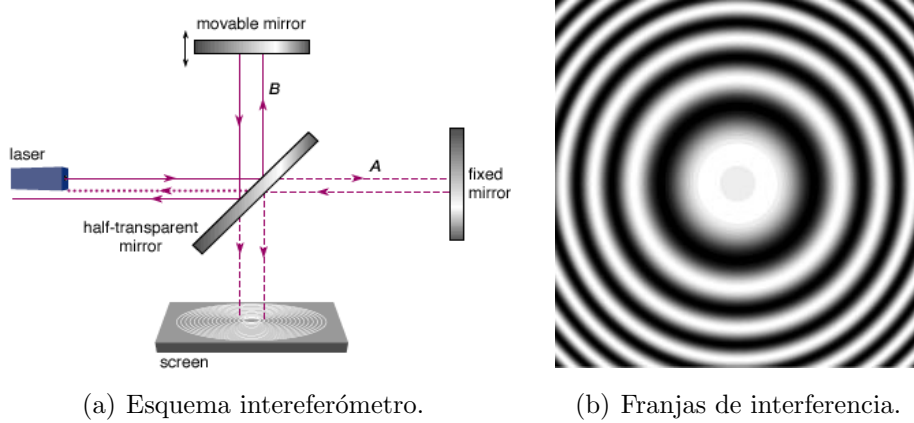 movable mirror
B
laser
A
fixed
mirror
half-transparent
mirror
screen
(a) Esquema intereferómetro.
(b) Franjas de interferencia.